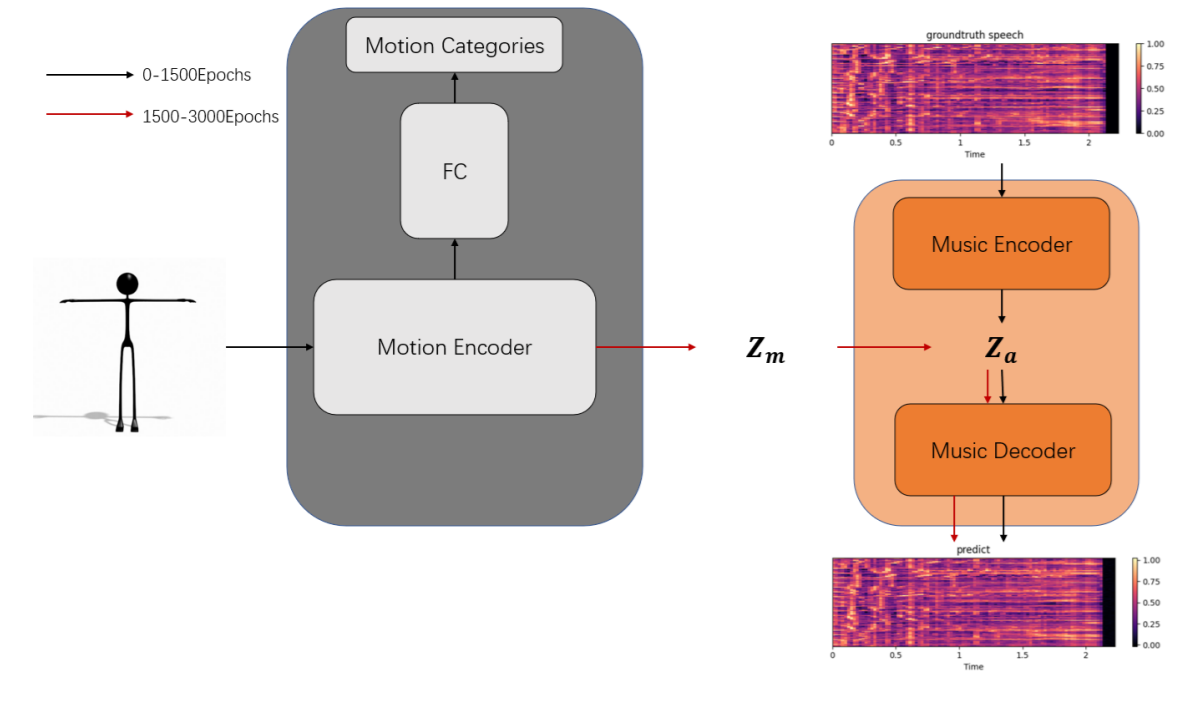 0-1500Epochs
1500-3000Epochs
Motion Categories
FC
Motion Encoder
Z_m
groundtruth speech
1.00
0.75
0.50
0.25
0.00
0 0.5 1 1.5 2
Time
Music Encoder
Z_a
Music Decoder
predict
1.00
0.75
0.50
0.25
0.00
0 0.5 1 1.5 2
Time